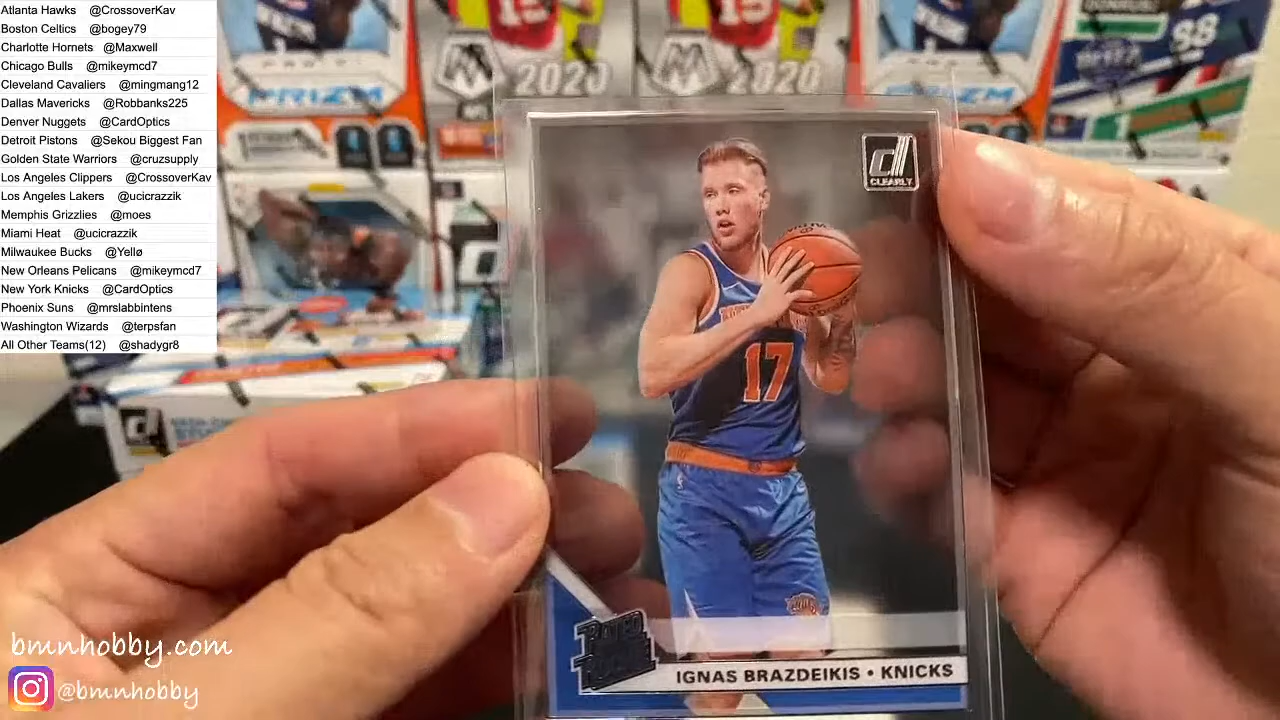 Atlanta Hawks @CrossoverKav
Boston Celtics @bogey79
Charlotte Hornets @Maxwell
Chicago Bulls @mikeymcd7
Cleveland Cavaliers @mingmang12
Dallas Mavericks @Robbanks225
Denver Nuggets @CardOptics
Detroit Pistons @Sekou Biggest Fan
Golden State Warriors @cruzsupply
Los Angeles Clippers @CrossoverKav
Los Angeles Lakers @ucicrazzik
Memphis Grizzlies @moes
Miami Heat @ucicrazzik
Milwaukee Bucks @Yellø
New Orleans Pelicans @mikeymcd7
New York Knicks @CardOptics
Phoenix Suns @mrslabbintens
Washington Wizards @terpsfan
All Other Teams(12) @shadygr8
PRIZM
2020
2020
PRIZM
88
d
CLEARLY
17
RATED
ROOKIE
IGNAS BRAZDEIKIS • KNICKS
bmnhobby.com
@bmnhobby